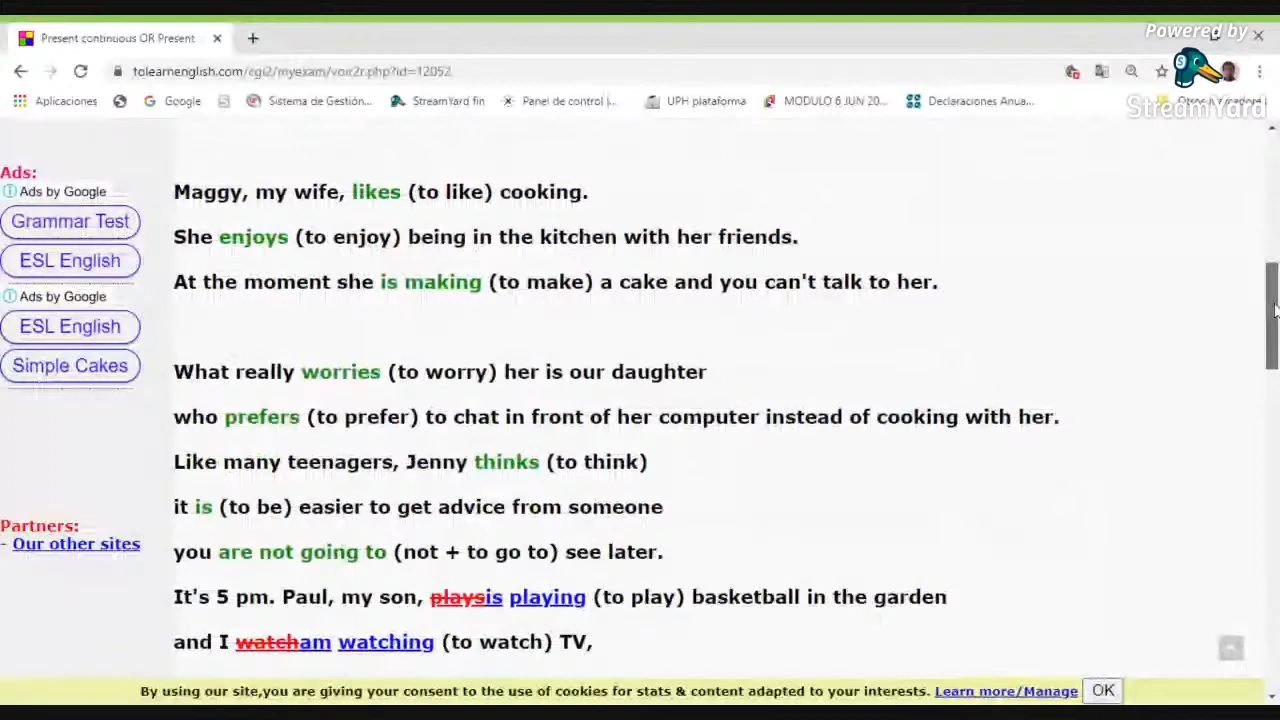 Powered by
Present continuous OR Present
tolearnenglish.com/cgi2/myexam/voir2r.php?id=12052
StreamYard
Aplicaciones
Google
Sistema de Gestión...
StreamYard fin
Panel de control |...
UPH plataforma
MODULO 6 JUN 20...
Declaraciones Anua...
Ads:
Ads by Google
Grammar Test
ESL English
Ads by Google
ESL English
Simple Cakes
Partners:
- Our other sites
Maggy, my wife, likes (to like) cooking.
She enjoys (to enjoy) being in the kitchen with her friends.
At the moment she is making (to make) a cake and you can't talk to her.
What really worries (to worry) her is our daughter
who prefers (to prefer) to chat in front of her computer instead of cooking with her.
Like many teenagers, Jenny thinks (to think)
it is (to be) easier to get advice from someone
you are not going to (not + to go to) see later.
It's 5 pm. Paul, my son, playsis playing (to play) basketball in the garden
and I watcham watching (to watch) TV,
By using our site,you are giving your consent to the use of cookies for stats & content adapted to your interests. Learn more/Manage OK